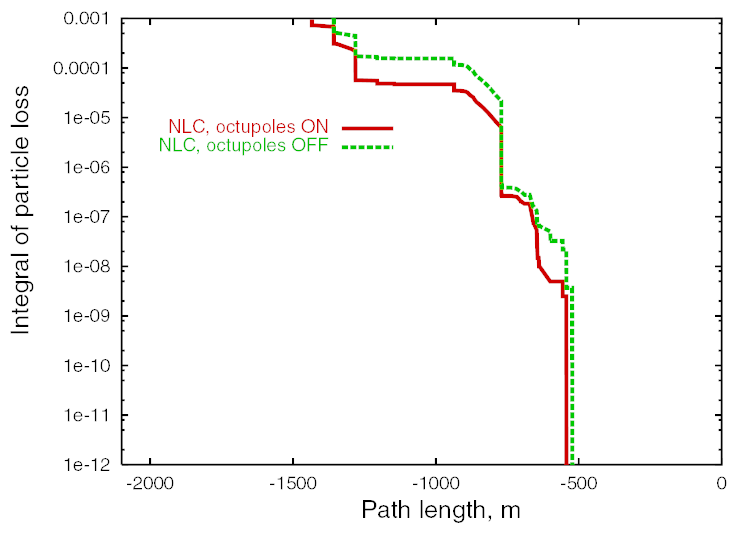 0.001
0.0001
1e-05
1e-06
1e-07
1e-08
1e-09
1e-10
1e-11
1e-12
Integral of particle loss
NLC, octupoles ON
NLC, octupoles OFF
-2000 -1500 -1000 -500 0
Path length, m